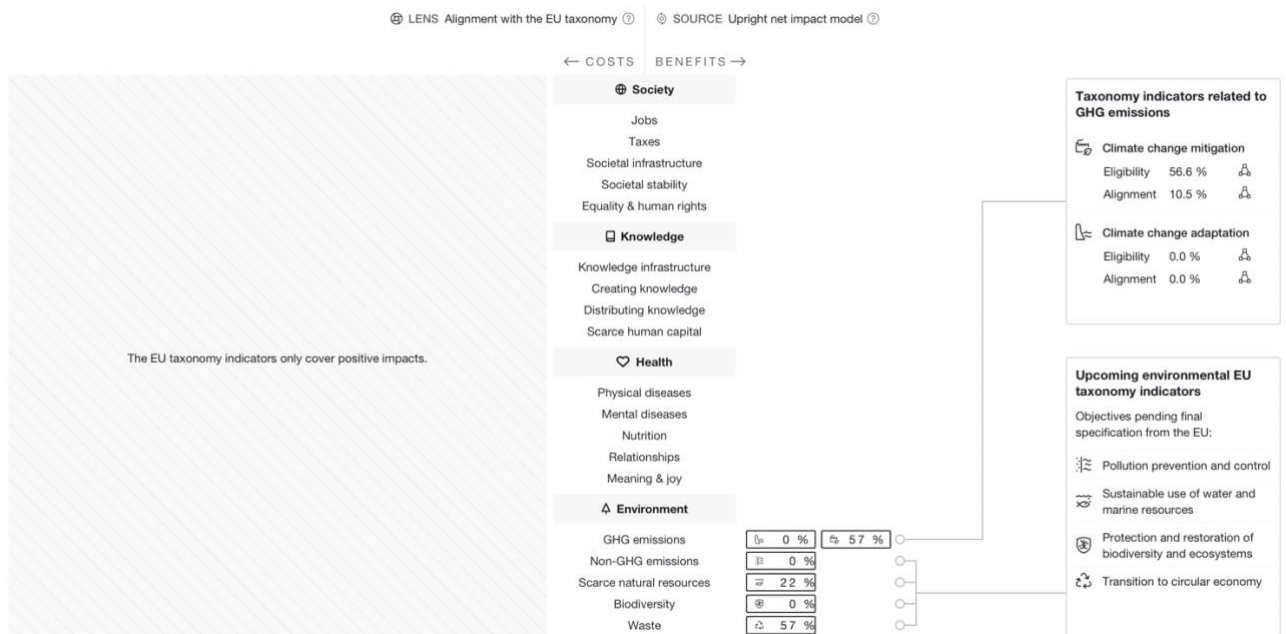 LENS Alignment with the EU taxonomy ? SOURCE Upright net impact model ?
← COSTS BENEFITS →
Society
Jobs
Taxes
Societal infrastructure
Societal stability
Equality & human rights
Knowledge
Knowledge infrastructure
Creating knowledge
Distributing knowledge
Scarce human capital
The EU taxonomy indicators only cover positive impacts.
Health
Physical diseases
Mental diseases
Nutrition
Relationships
Meaning & joy
Environment
GHG emissions 0 % 57 %
Non-GHG emissions 0 %
Scarce natural resources 22 %
Biodiversity 0 %
Waste 57 %
Taxonomy indicators related to
GHG emissions
Climate change mitigation
Eligibility 56.6 %
Alignment 10.5 %
Climate change adaptation
Eligibility 0.0 %
Alignment 0.0 %
Upcoming environmental EU
taxonomy indicators
Objectives pending final
specification from the EU:
Pollution prevention and control
Sustainable use of water and
marine resources
Protection and restoration of
biodiversity and ecosystems
Transition to circular economy